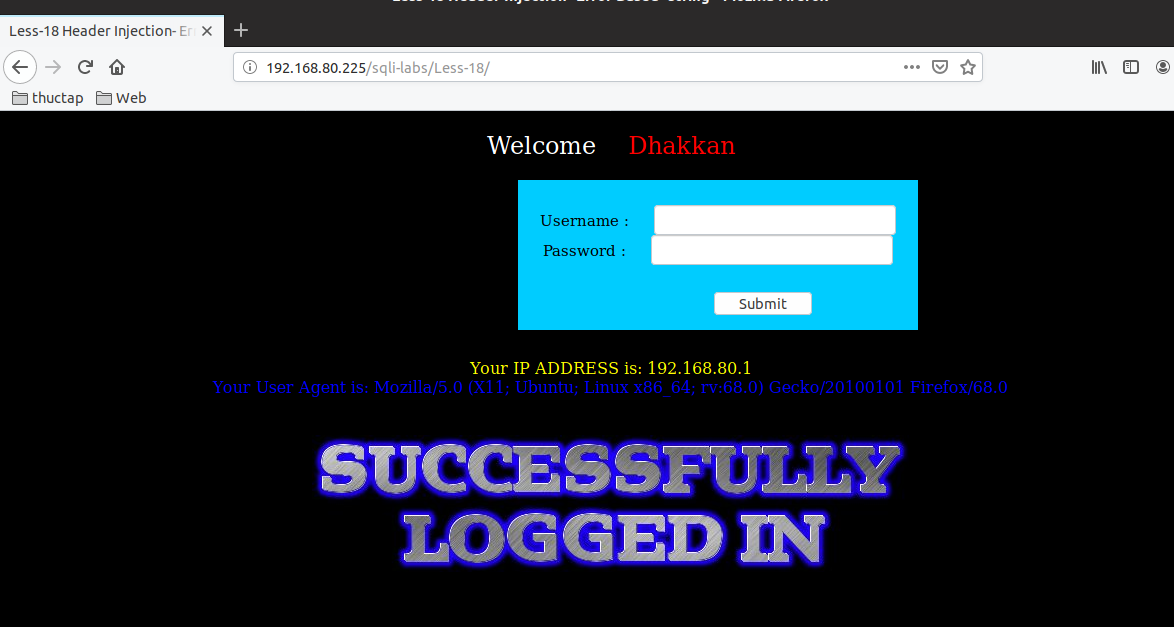 Less-18 Header Injection- Er
192.168.80.225/sqli-labs/Less-18/
thuctap Web
Welcome Dhakkan
Username :
Password :
Submit
Your IP ADDRESS is: 192.168.80.1
Your User Agent is: Mozilla/5.0 (X11; Ubuntu; Linux x86_64; rv:68.0) Gecko/20100101 Firefox/68.0
SUCCESSFULLY
LOGGED IN